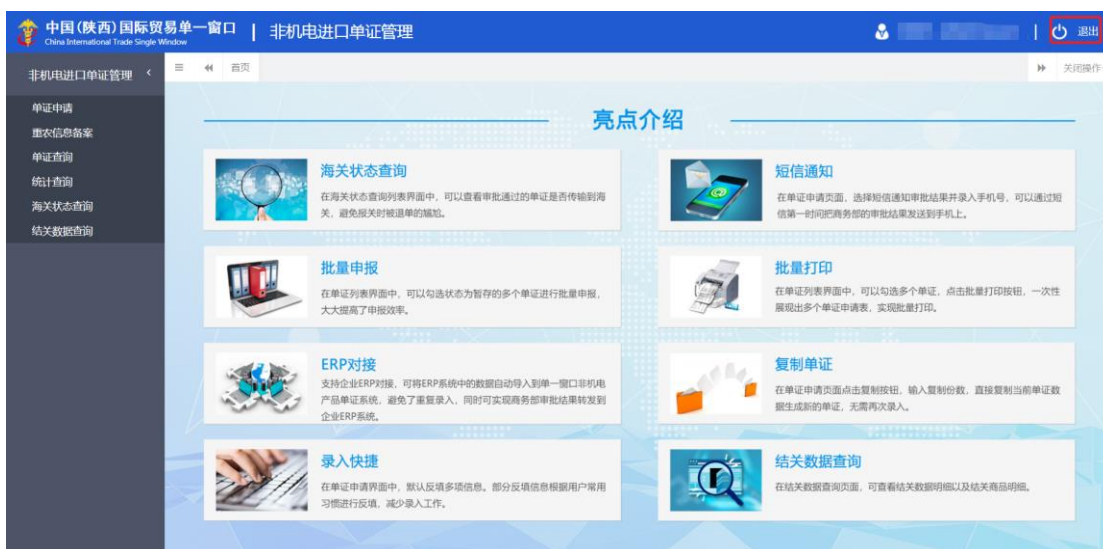 中国(陕西)国际贸易单一窗口 | 非机电进口单证管理
China International Trade Single Window
退出
非机电进口单证管理
首页
关闭操作
单证申请
重农信息备案
单证查询
统计查询
海关状态查询
结关数据查询
亮点介绍
海关状态查询
在海关状态查询列表界面中,可以查看审批通过的单证是否传输到海
关,避免报关时被退单的尴尬。
短信通知
在单证申请页面,选择短信通知审批结果并录入手机号,可以通过短
信第一时间把商务部的审批结果发送到手机上。
批量申报
在单证列表界面中,可以勾选状态为暂存的多个单证进行批量申报,
大大提高了申报效率。
批量打印
在单证列表界面中,可以勾选多个单证,点击批量打印按钮,一次性
展现出多个单证申请表,实现批量打印。
ERP对接
支持企业ERP对接,可将ERP系统中的数据自动导入到单一窗口非机电
产品单证系统,避免了重复录入,同时可实现商务部审批结果转发到
企业ERP系统。
复制单证
在单证申请页面点击复制按钮,输入复制份数,直接复制当前单证数
据生成新的单证,无需再次录入。
录入快捷
在单证申请界面中,默认反填多项信息。部分反填信息根据用户常用
习惯进行反填,减少录入工作。
结关数据查询
在结关数据查询页面,可查看结关数据明细以及结关商品明细。